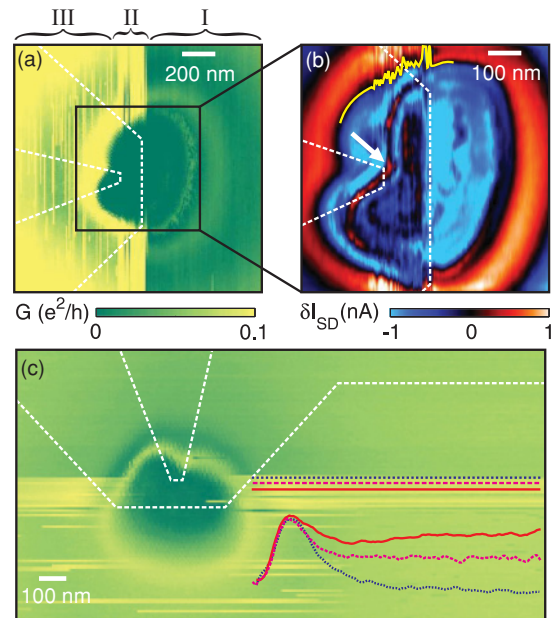 III II I
(a)
200 nm
(b)
100 nm
G (e²/h)
0 0.1
δI_SD(nA)
-1 0 1
(c)
100 nm